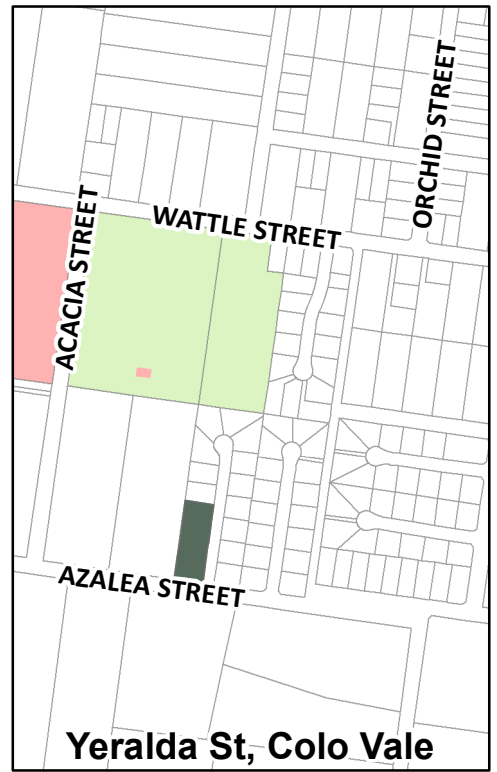 ORCHID STREET
WATTLE STREET
ACACIA STREET
AZALEA STREET
Yeralda St, Colo Vale